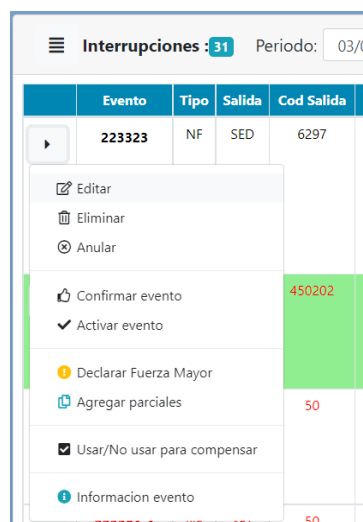 Interrupciones : 31 Periodo: 03/0
Evento Tipo Salida Cod Salida
223323 NF SED 6297
Editar
Eliminar
Anular
Confirmar evento
450202
Activar evento
Declarar Fuerza Mayor
Agregar parciales
50
Usar/No usar para compensar
Informacion evento
50